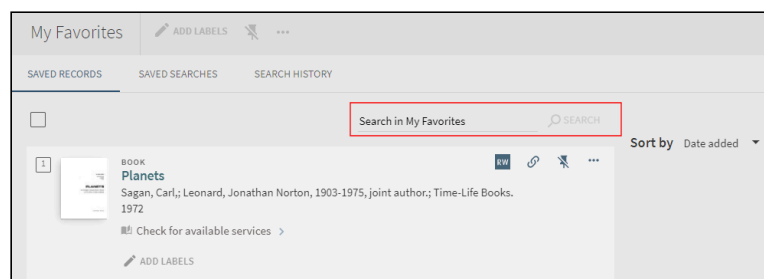 My Favorites ADD LABELS
SAVED RECORDS SAVED SEARCHES SEARCH HISTORY
Search in My Favorites SEARCH
Sort by Date added
1 BOOK RW
Planets
Sagan, Carl,; Leonard, Jonathan Norton, 1903-1975, joint author.; Time-Life Books.
1972
Check for available services
ADD LABELS